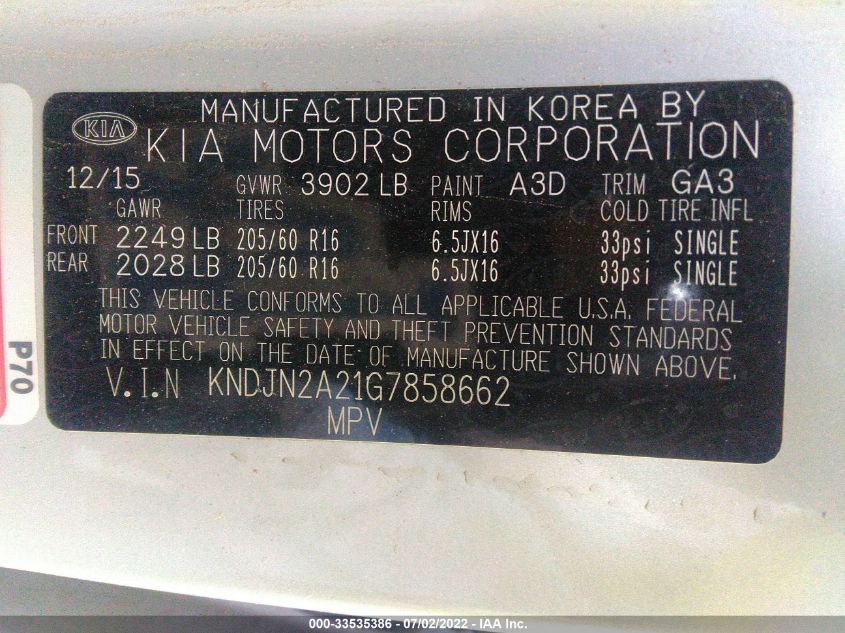 MANUFACTURED IN KOREA BY
KIA KIA MOTORS CORPORATION
12/15 GVWR 3902 LB PAINT A3D TRIM GA3
GAWR TIRES RIMS COLD TIRE INFL
FRONT 2249 LB 205/60 R16 6.5JX16 33psi SINGLE
REAR 2028 LB 205/60 R16 6.5JX16 33psi SINGLE
THIS VEHICLE CONFORMS TO ALL APPLICABLE U.S.A. FEDERAL
MOTOR VEHICLE SAFETY AND THEFT PREVENTION STANDARDS
IN EFFECT ON THE DATE OF MANUFACTURE SHOWN ABOVE.
V.I.N KNDJN2A21G7858662
MPV
P70
000-33535386 - 07/02/2022 - IAA Inc.